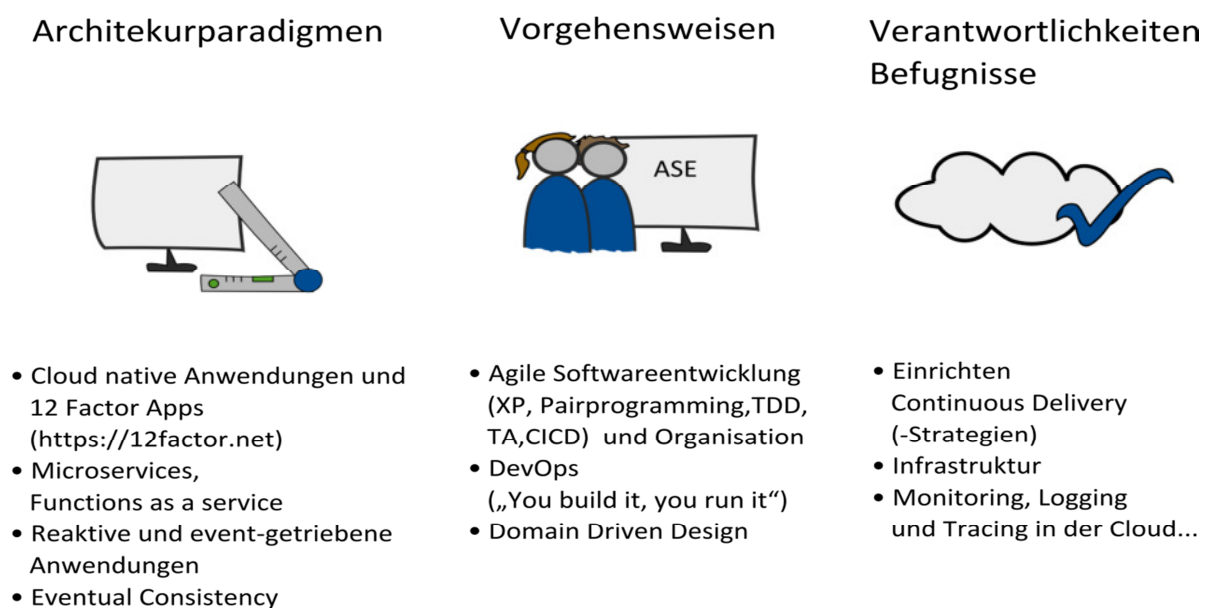 Architekurparadigmen
• Cloud native Anwendungen und
12 Factor Apps
(https://12factor.net)
• Microservices,
Functions as a service
• Reaktive und event-getriebene
Anwendungen
• Eventual Consistency
Vorgehensweisen
ASE
• Agile Softwareentwicklung
(XP, Pairprogramming,TDD,
TA,CICD) und Organisation
• DevOps
(„You build it, you run it“)
• Domain Driven Design
Verantwortlichkeiten
Befugnisse
• Einrichten
Continuous Delivery
(-Strategien)
• Infrastruktur
• Monitoring, Logging
und Tracing in der Cloud...